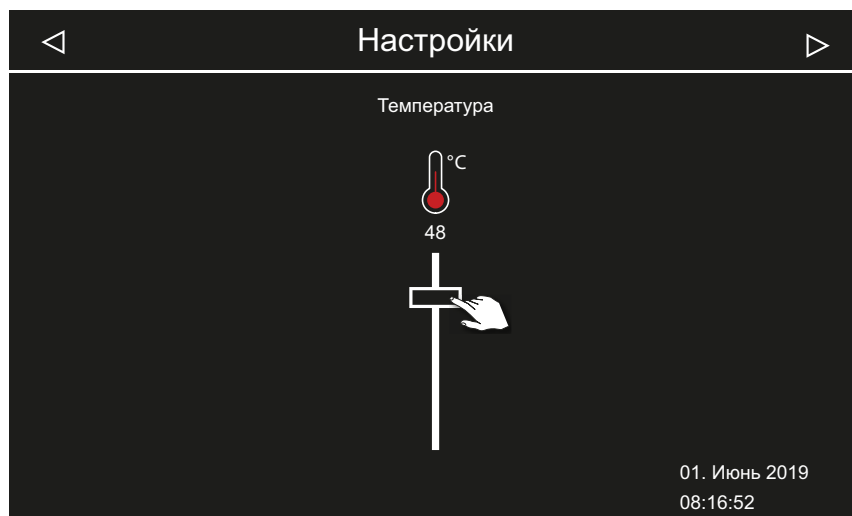 Настройки
Температура
°C
48
01. Июнь 2019
08:16:52